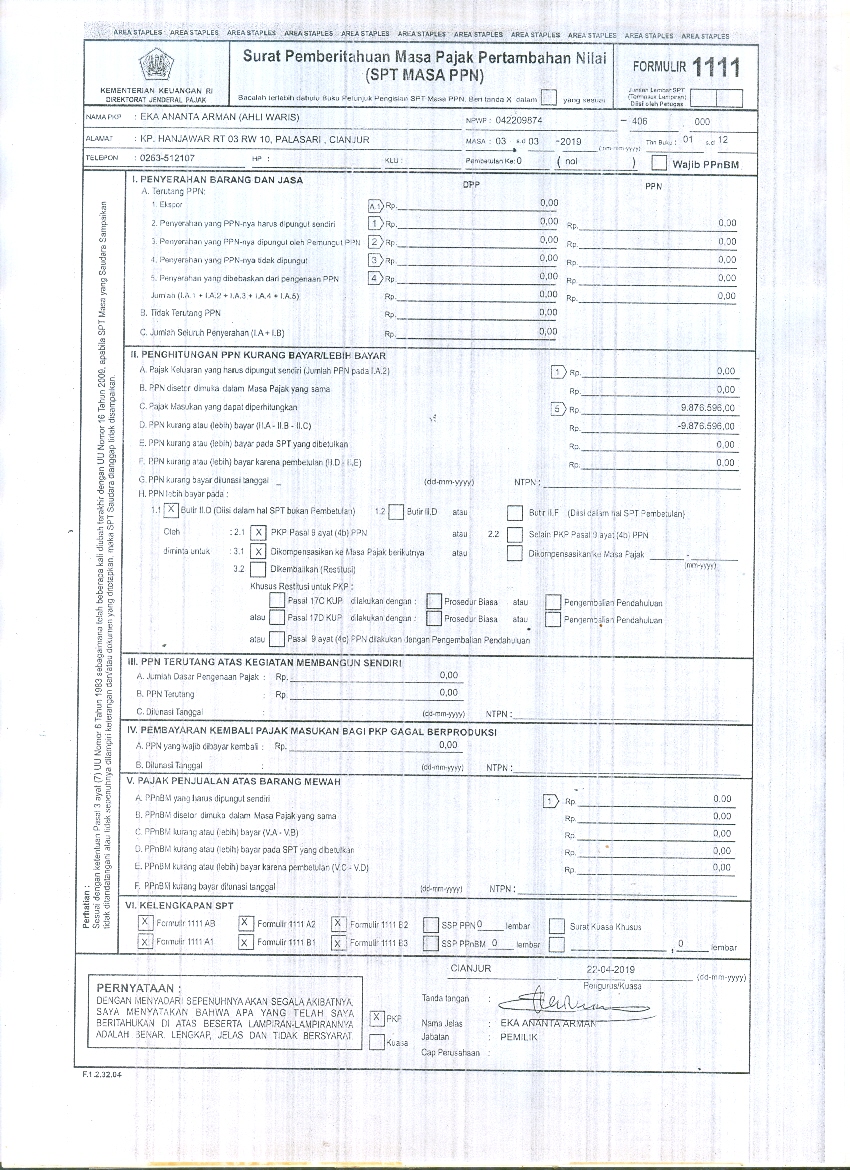 AREA STAPLES AREA STAPLES AREA STAPLES AREA STAPLES AREA STAPLES AREA STAPLES AREA STAPLES AREA STAPLES AREA STAPLES AREA STAPLES AREA STAPLES
KEMENTERIAN KEUANGAN RI
DIREKTORAT JENDERAL PAJAK
Surat Pemberitahuan Masa Pajak Pertambahan Nilai
(SPT MASA PPN)
Bacalah terlebih dahulu Buku Petunjuk Pengisian SPT Masa PPN. Beri tanda X dalam yang sesuai
FORMULIR 1111
Jumlah Lembar SPT
(Termasuk Lampiran)
Diisi oleh Petugas
NAMA PKP : EKA ANANTA ARMAN (AHLI WARIS) NPWP : 042209874 – 406 000
ALAMAT : KP. HANJAWAR RT 03 RW 10, PALASARI , CIANJUR MASA : 03 s.d 03 -2019 (mm-mm-yyyy) Thn Buku : 01 s.d 12
TELEPON : 0263-512107 HP : KLU : Pembetulan Ke: 0 ( nol ) Wajib PPnBM
I. PENYERAHAN BARANG DAN JASA DPP PPN
A. Terutang PPN:
1. Ekspor A.1 Rp. 0,00
2. Penyerahan yang PPN-nya harus dipungut sendiri 1 Rp. 0,00 Rp. 0,00
3. Penyerahan yang PPN-nya dipungut oleh Pemungut PPN 2 Rp. 0,00 Rp. 0,00
4. Penyerahan yang PPN-nya tidak dipungut 3 Rp. 0,00 Rp. 0,00
5. Penyerahan yang dibebaskan dari pengenaan PPN 4 Rp. 0,00 Rp. 0,00
Jumlah (I.A.1 + I.A.2 + I.A.3 + I.A.4 + I.A.5) Rp. 0,00 Rp. 0,00
B. Tidak Terutang PPN Rp. 0,00
C. Jumlah Seluruh Penyerahan (I.A + I.B) Rp. 0,00
II. PENGHITUNGAN PPN KURANG BAYAR/LEBIH BAYAR
A. Pajak Keluaran yang harus dipungut sendiri (Jumlah PPN pada I.A.2) 1 Rp. 0,00
B. PPN disetor dimuka dalam Masa Pajak yang sama Rp. 0,00
C. Pajak Masukan yang dapat diperhitungkan 5 Rp. 9.876.596,00
D. PPN kurang atau (lebih) bayar (II.A - II.B - II.C) Rp. -9.876.596,00
E. PPN kurang atau (lebih) bayar pada SPT yang dibetulkan Rp. 0,00
F. PPN kurang atau (lebih) bayar karena pembetulan (II.D - II.E) Rp. 0,00
G. PPN kurang bayar dilunasi tanggal (dd-mm-yyyy) NTPN :
H. PPN lebih bayar pada :
1.1 X Butir II.D (Diisi dalam hal SPT bukan Pembetulan) 1.2 Butir II.D atau Butir II.F (Diisi dalam hal SPT Pembetulan)
Oleh : 2.1 X PKP Pasal 9 ayat (4b) PPN atau 2.2 Selain PKP Pasal 9 ayat (4b) PPN
diminta untuk : 3.1 X Dikompensasikan ke Masa Pajak berikutnya atau Dikompensasikan ke Masa Pajak -
(mm-yyyy)
3.2 Dikembalikan (Restitusi)
Khusus Restitusi untuk PKP :
Pasal 17C KUP dilakukan dengan : Prosedur Biasa atau Pengembalian Pendahuluan
atau Pasal 17D KUP dilakukan dengan : Prosedur Biasa atau Pengembalian Pendahuluan
atau Pasal 9 ayat (4c) PPN dilakukan dengan Pengembalian Pendahuluan
III. PPN TERUTANG ATAS KEGIATAN MEMBANGUN SENDIRI
A. Jumlah Dasar Pengenaan Pajak : Rp. 0,00
B. PPN Terutang : Rp. 0,00
C. Dilunasi Tanggal : (dd-mm-yyyy) NTPN :
IV. PEMBAYARAN KEMBALI PAJAK MASUKAN BAGI PKP GAGAL BERPRODUKSI
A. PPN yang wajib dibayar kembali : Rp. 0,00
B. Dilunasi Tanggal : (dd-mm-yyyy) NTPN :
V. PAJAK PENJUALAN ATAS BARANG MEWAH
A. PPnBM yang harus dipungut sendiri 1 Rp. 0,00
B. PPnBM disetor dimuka dalam Masa Pajak yang sama Rp. 0,00
C. PPnBM kurang atau (lebih) bayar (V.A - V.B) Rp. 0,00
D. PPnBM kurang atau (lebih) bayar pada SPT yang dibetulkan Rp. 0,00
E. PPnBM kurang atau (lebih) bayar karena pembetulan (V.C - V.D) Rp. 0,00
F. PPnBM kurang bayar dilunasi tanggal (dd-mm-yyyy) NTPN :
VI. KELENGKAPAN SPT
X Formulir 1111 AB X Formulir 1111 A2 X Formulir 1111 B2 SSP PPN 0 lembar Surat Kuasa Khusus
X Formulir 1111 A1 X Formulir 1111 B1 X Formulir 1111 B3 SSP PPnBM 0 lembar , 0 lembar
Perhatian :
Sesuai dengan ketentuan Pasal 3 ayat (7) UU Nomor 6 Tahun 1983 sebagaimana telah beberapa kali diubah terakhir dengan UU Nomor 16 Tahun 2009, apabila SPT Masa yang Saudara Sampaikan
tidak ditandatangani atau tidak sepenuhnya dilampiri keterangan dan/atau dokumen yang ditetapkan, maka SPT Saudara dianggap tidak disampaikan.
CIANJUR 22-04-2019 (dd-mm-yyyy)
Pengurus/Kuasa
PERNYATAAN :
DENGAN MENYADARI SEPENUHNYA AKAN SEGALA AKIBATNYA,
SAYA MENYATAKAN BAHWA APA YANG TELAH SAYA
BERITAHUKAN DI ATAS BESERTA LAMPIRAN-LAMPIRANNYA
ADALAH BENAR, LENGKAP, JELAS DAN TIDAK BERSYARAT.
X PKP
Kuasa
Tanda tangan :
Nama Jelas : EKA ANANTA ARMAN
Jabatan : PEMILIK
Cap Perusahaan :
F.1.2.32.04